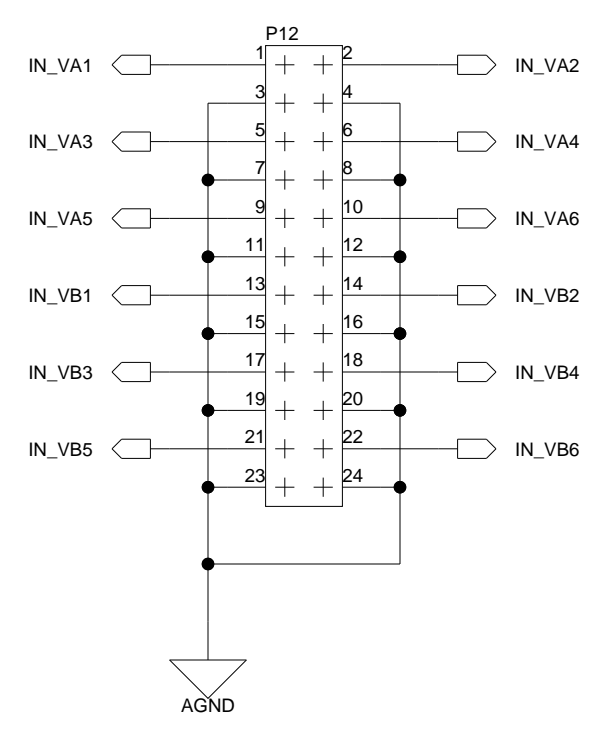 P12
IN_VA1 1 2 IN_VA2
3 4
IN_VA3 5 6 IN_VA4
7 8
IN_VA5 9 10 IN_VA6
11 12
IN_VB1 13 14 IN_VB2
15 16
IN_VB3 17 18 IN_VB4
19 20
IN_VB5 21 22 IN_VB6
23 24
AGND